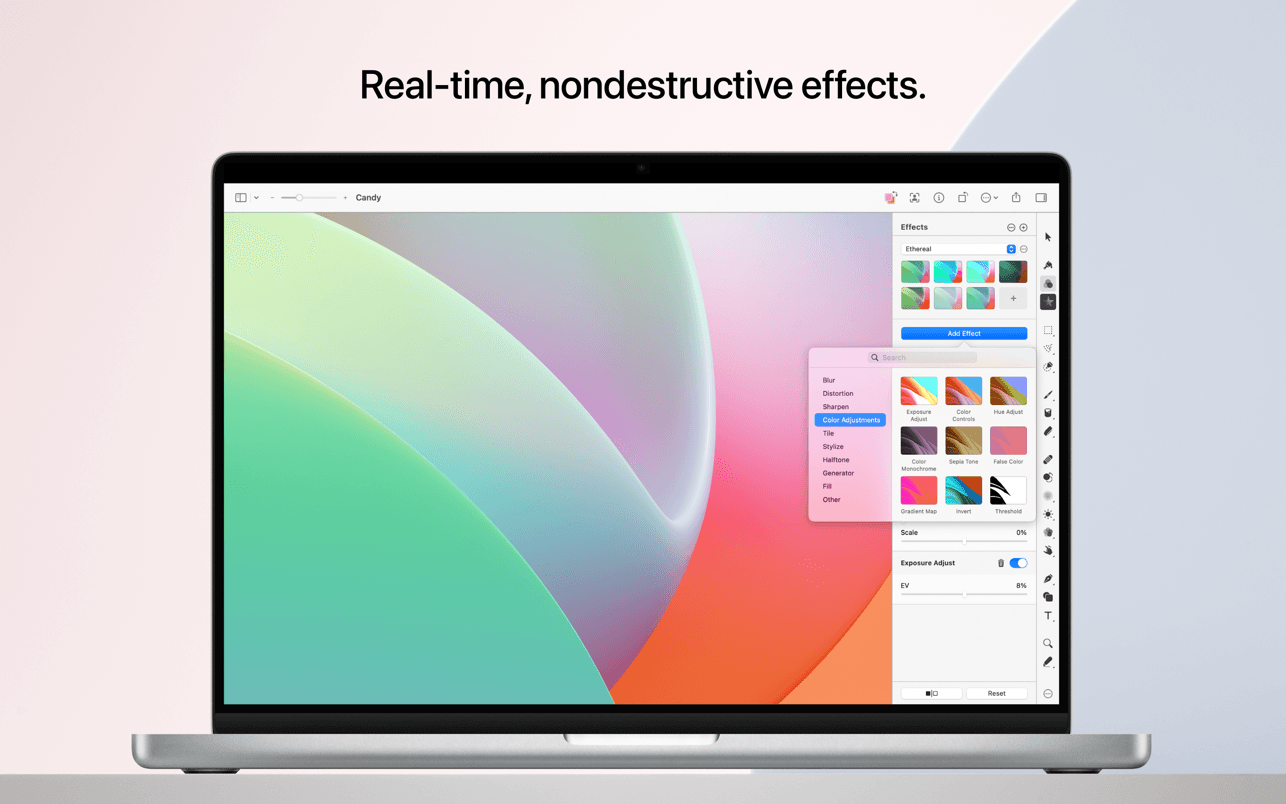 Real-time, nondestructive effects.
Candy
Effects
Ethereal
Add Effect
Search
Blur
Distortion
Sharpen
Color Adjustments
Tile
Stylize
Halftone
Generator
Fill
Other
Exposure
Adjust
Color
Controls
Hue Adjust
Color
Monochrome
Sepia Tone
False Color
Gradient Map
Invert
Threshold
Scale 0%
Exposure Adjust
EV 8%
Reset